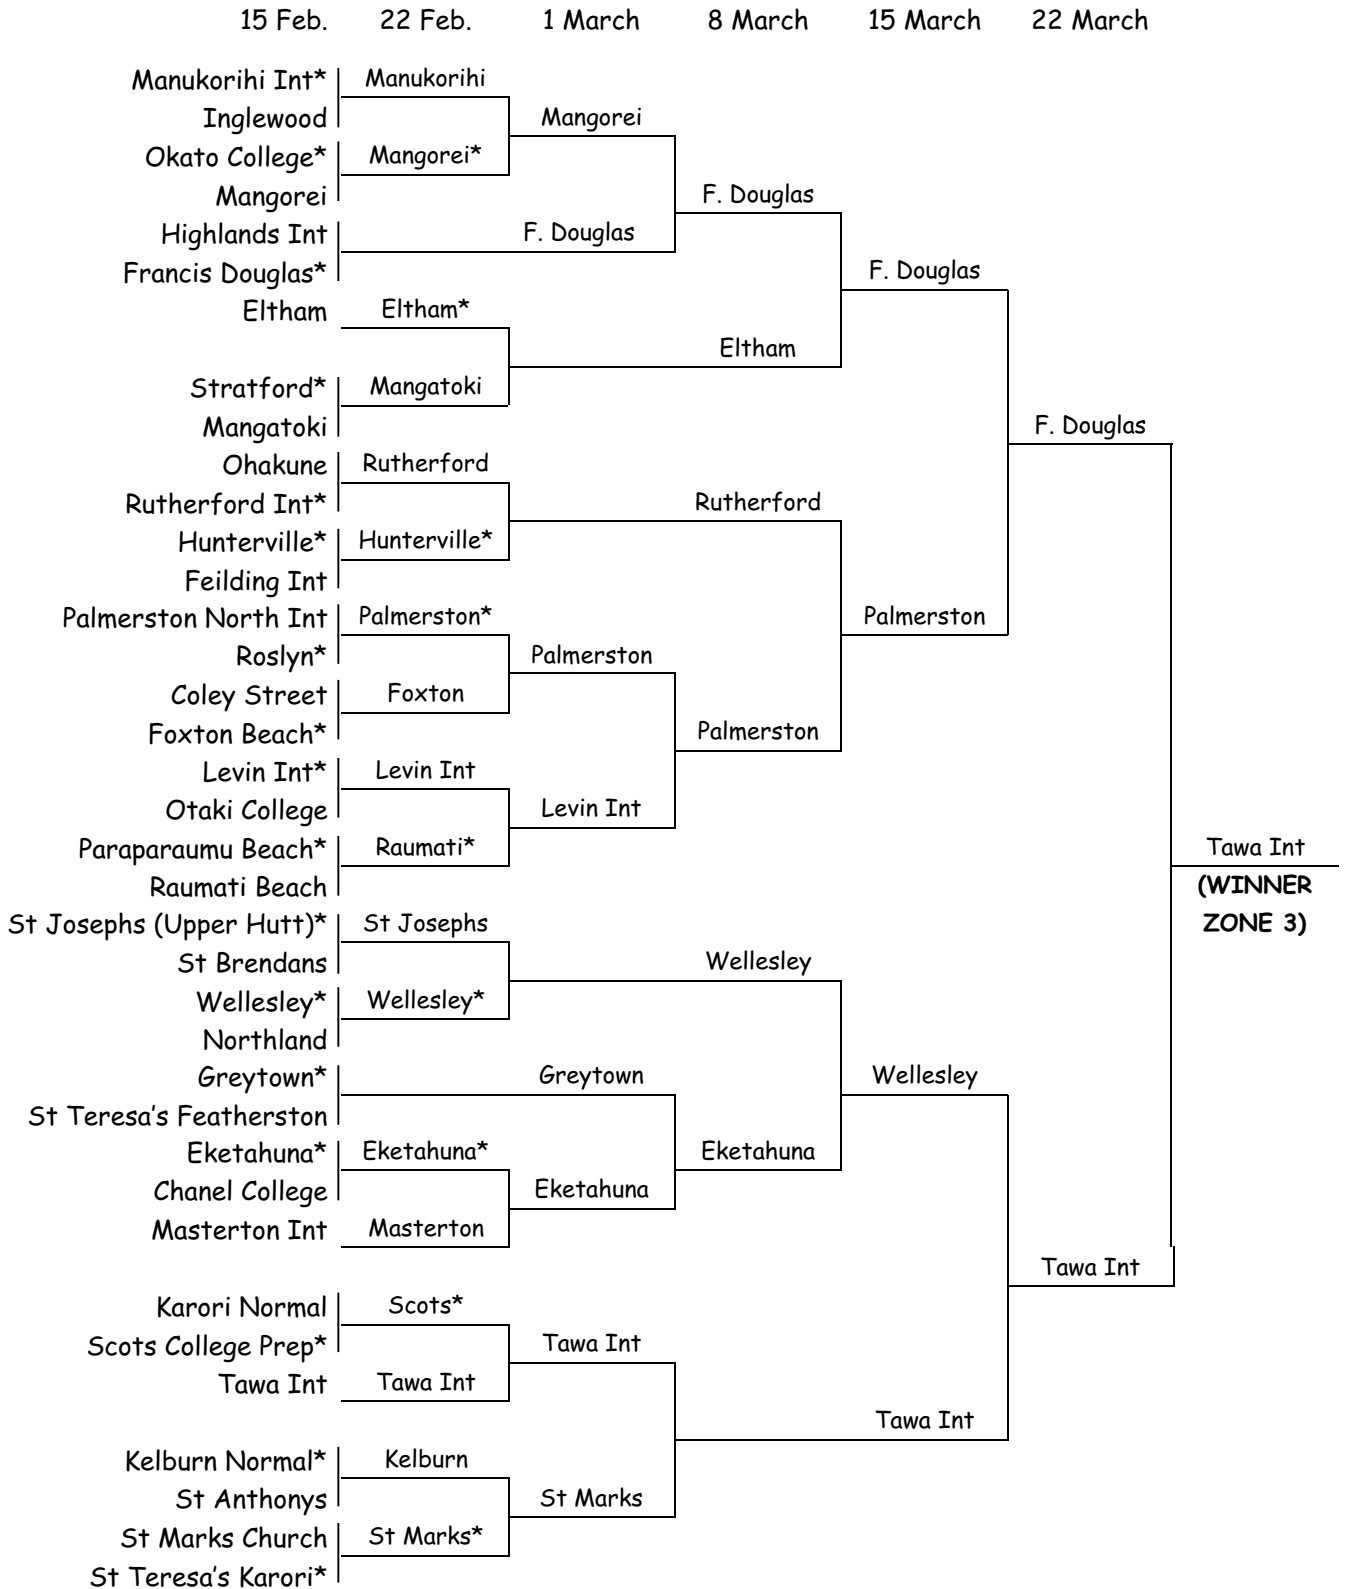 15 Feb. 22 Feb. 1 March 8 March 15 March 22 March
Manukorihi Int* Manukorihi
Inglewood Mangorei
Okato College* Mangorei*
Mangorei F. Douglas
Highlands Int F. Douglas
Francis Douglas* F. Douglas
Eltham Eltham*
Eltham
Stratford* Mangatoki
Mangatoki F. Douglas
Ohakune Rutherford
Rutherford Int* Rutherford
Hunterville* Hunterville*
Feilding Int
Palmerston North Int Palmerston* Palmerston
Roslyn* Palmerston
Coley Street Foxton
Foxton Beach* Palmerston
Levin Int* Levin Int
Otaki College Levin Int
Paraparaumu Beach* Raumati* Tawa Int
Raumati Beach (WINNER
St Josephs (Upper Hutt)* St Josephs ZONE 3)
St Brendans Wellesley
Wellesley* Wellesley*
Northland
Greytown* Greytown Wellesley
St Teresa’s Featherston
Eketahuna* Eketahuna* Eketahuna
Chanel College Eketahuna
Masterton Int Masterton
Tawa Int
Karori Normal Scots*
Scots College Prep* Tawa Int
Tawa Int Tawa Int
Tawa Int
Kelburn Normal* Kelburn
St Anthonys St Marks
St Marks Church St Marks*
St Teresa’s Karori*